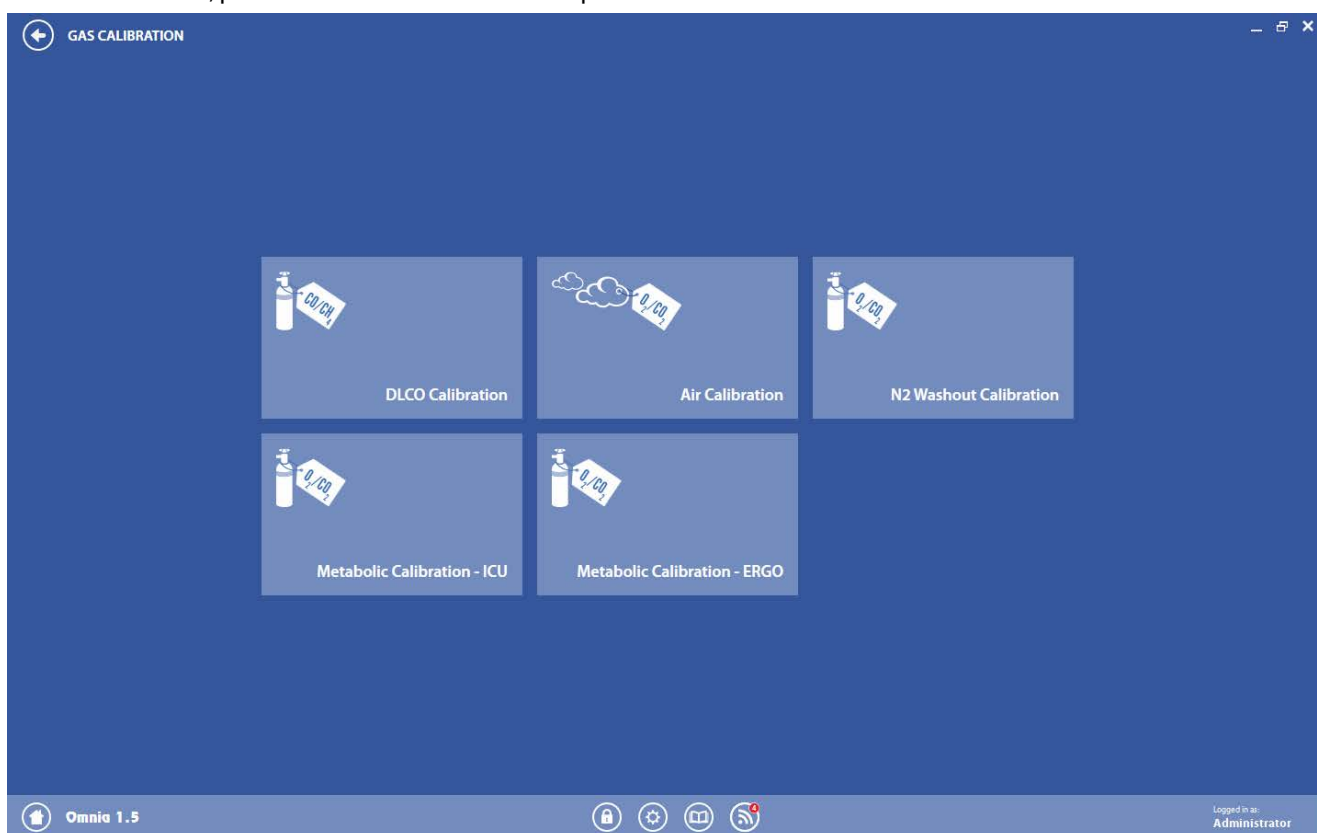 GAS CALIBRATION
CO/CH4
O2/CO2
O2/CO2
DLCO Calibration
Air Calibration
N2 Washout Calibration
O2/CO2
O2/CO2
Metabolic Calibration - ICU
Metabolic Calibration - ERGO
Omnia 1.5
4
Logged in as:
Administrator